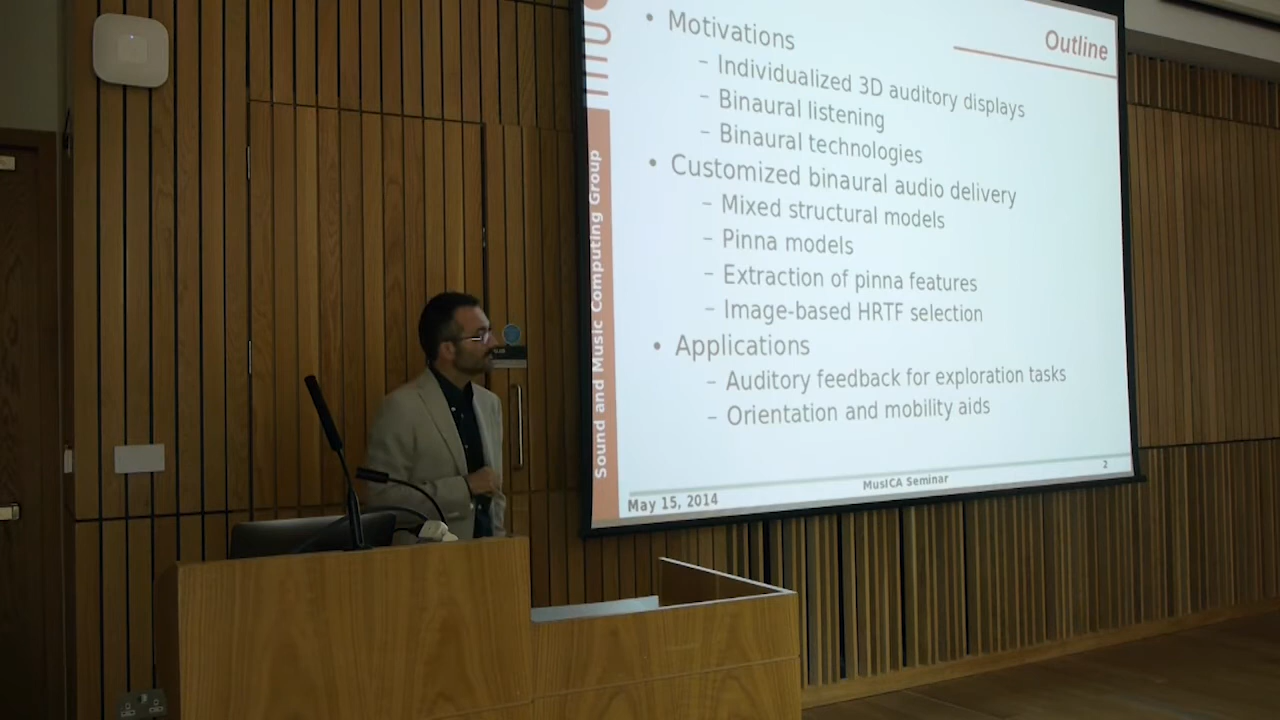 Outline
• Motivations
– Individualized 3D auditory displays
– Binaural listening
– Binaural technologies
• Customized binaural audio delivery
– Mixed structural models
– Pinna models
– Extraction of pinna features
– Image-based HRTF selection
• Applications
– Auditory feedback for exploration tasks
– Orientation and mobility aids
Sound and Music Computing Group
May 15, 2014
MusICA Seminar
2